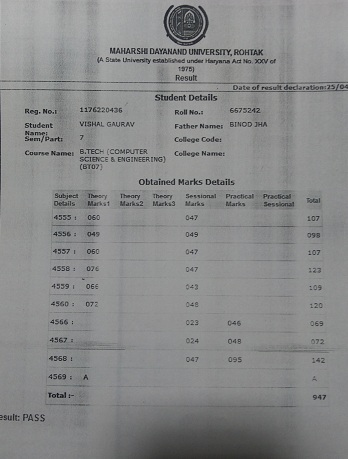 MAHARSHI DAYANAND UNIVERSITY, ROHTAK
(A State University established under Haryana Act No. XXV of
1975)
Result
Date of result declaration:25/04
Student Details
Reg. No.: 1176220436 Roll No.: 6675242
Student Name: VISHAL GAURAV Father Name: BINOD JHA
Sem/Part: 7 College Code:
Course Name: B.TECH (COMPUTER SCIENCE & ENGINEERING) (BT07) College Name:
Obtained Marks Details
Subject Details Theory Marks1 Theory Marks2 Theory Marks3 Sessional Marks Practical Marks Practical Sessional Total
4555 : 060 047 107
4556 : 049 049 098
4557 : 060 047 107
4558 : 076 047 123
4559 : 066 043 109
4560 : 072 048 120
4566 : 023 046 069
4567 : 024 048 072
4568 : 047 095 142
4569 : A A
Total :- 947
esult: PASS